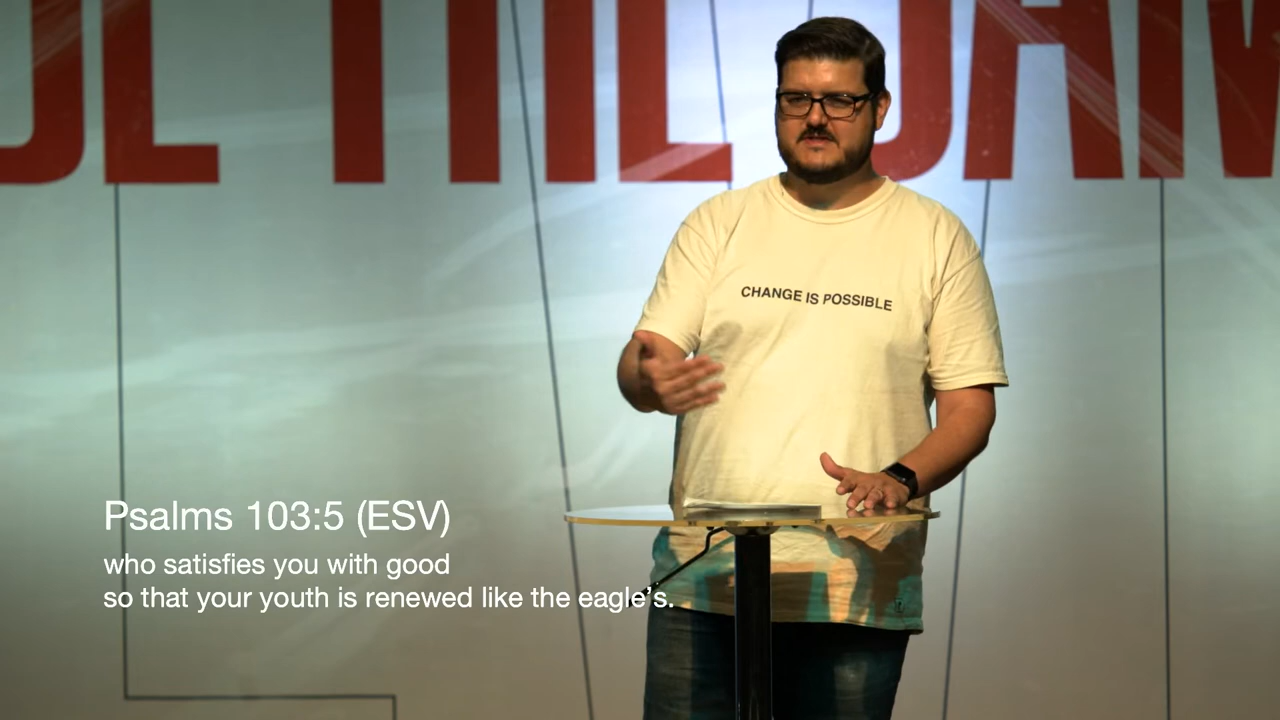 THE
CHANGE IS POSSIBLE
Psalms 103:5 (ESV)
who satisfies you with good
so that your youth is renewed like the eagle's.